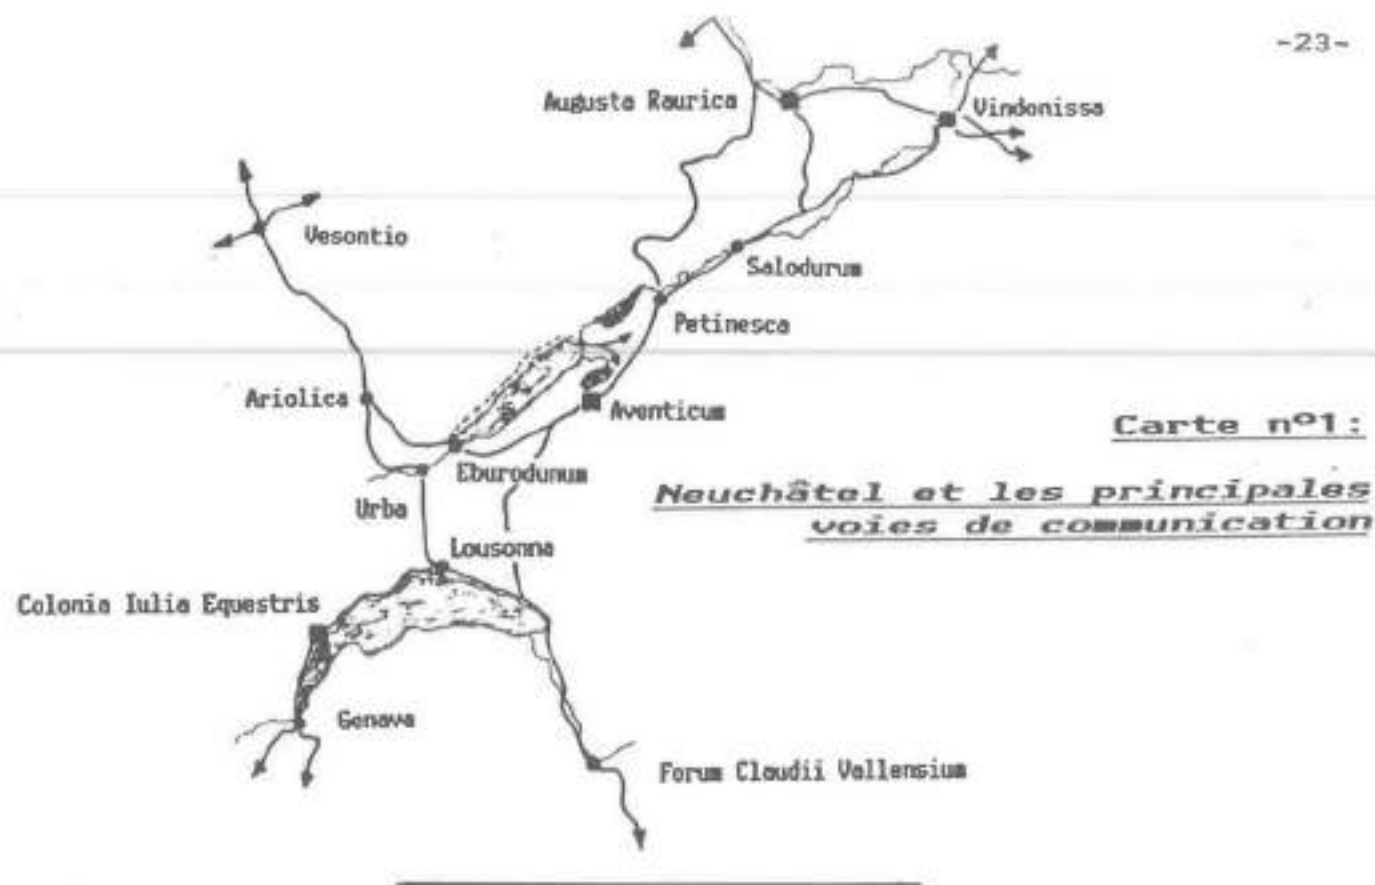 -23-
Augusta Raurica
Vindonissa
Vesontio
Salodurum
Petinesca
Ariolica
Aventicum
Carte nº1:
Eburodunum
Neuchâtel et les principales
voies de communication
Urba
Lousonna
Colonia Iulia Equestris
Genava
Forum Claudii Vallensium